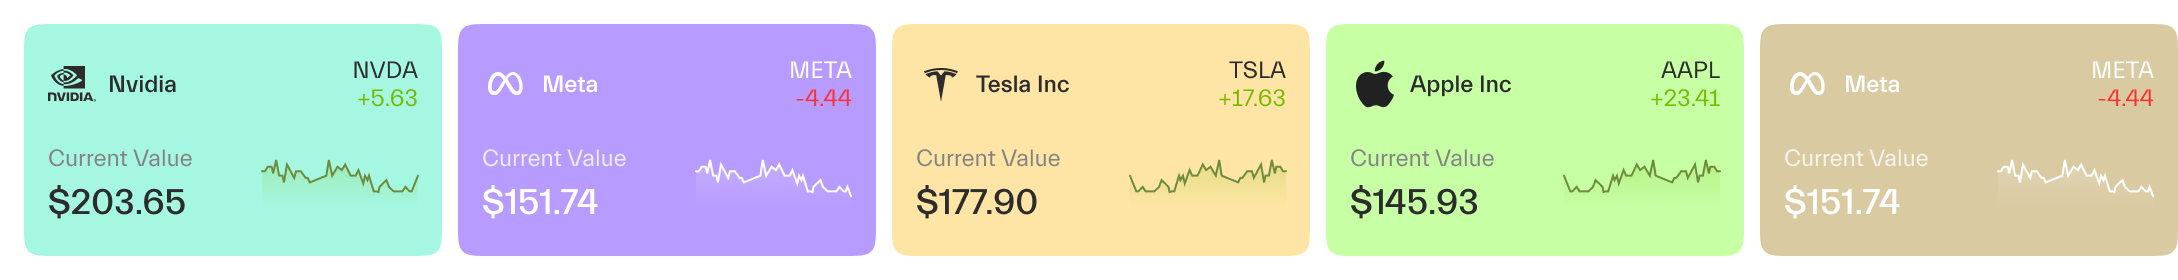 NVIDIA.
Nvidia
NVDA
+5.63
Current Value
$203.65
Meta
META
-4.44
Current Value
$151.74
Tesla Inc
TSLA
+17.63
Current Value
$177.90
Apple Inc
AAPL
+23.41
Current Value
$145.93
Meta
META
-4.44
Current Value
$151.74